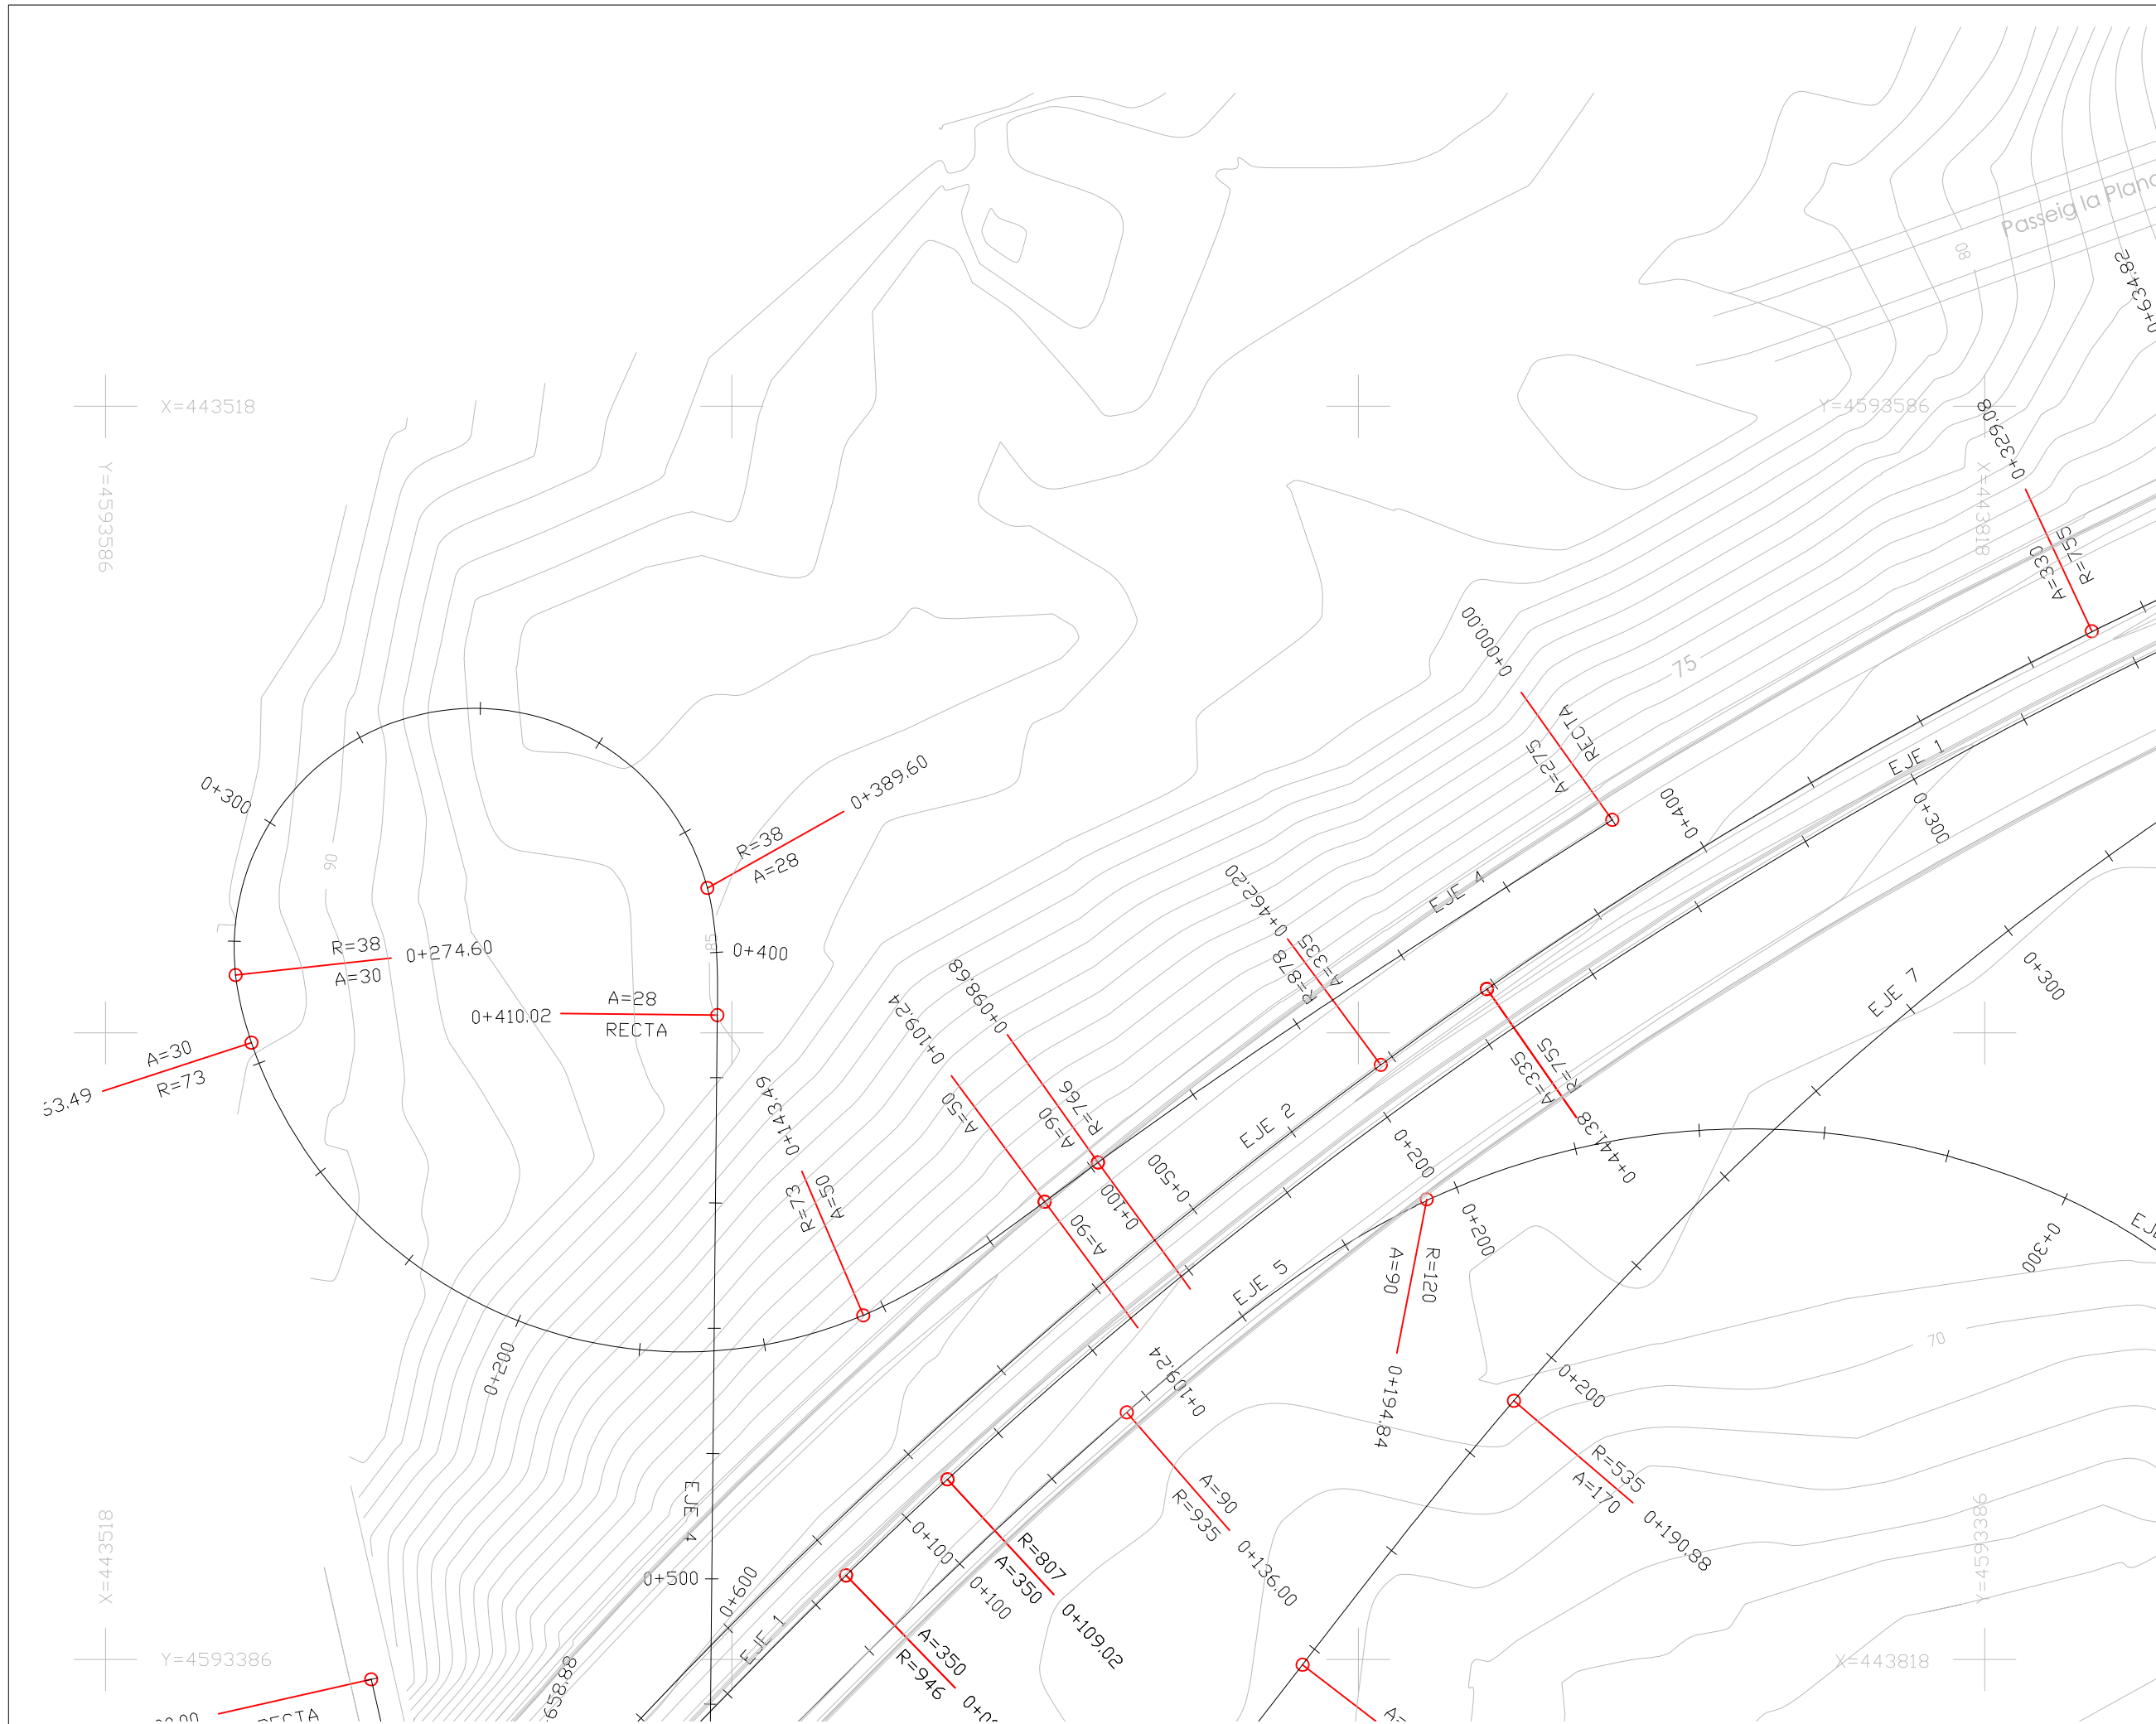 Passeig la Plana
80
0+634.82
X=443518
Y=4593586
Y=4593586
X=443818
0+329.08
A=330
R=755
0+000.00
A=275
RECTA
75
EJE 1
0+400
0+300
0+300
90
R=38
A=28
0+389.60
85
0+400
R=38
A=30
0+274.60
A=28
RECTA
0+410.02
A=30
R=73
53.49
0+462.20
R=878
A=335
EJE 4
0+098.68
R=766
A=90
0+109.24
A=50
A=90
0+143.49
R=73
A=50
0+100
0+500
EJE 2
0+200
R=755
A=335
0+441.38
EJE 7
0+300
0+200
0+300
EJE 5
A=90
R=120
0+194.84
0+109.24
70
0+200
R=535
A=170
0+190.88
A=90
R=935
0+136.00
0+200
EJE 4
0+500
0+600
EJE 1
0+100
R=807
A=350
0+109.02
0+100
A=350
R=946
X=443518
Y=4593386
Y=4593386
X=443818
658.88
RECTA